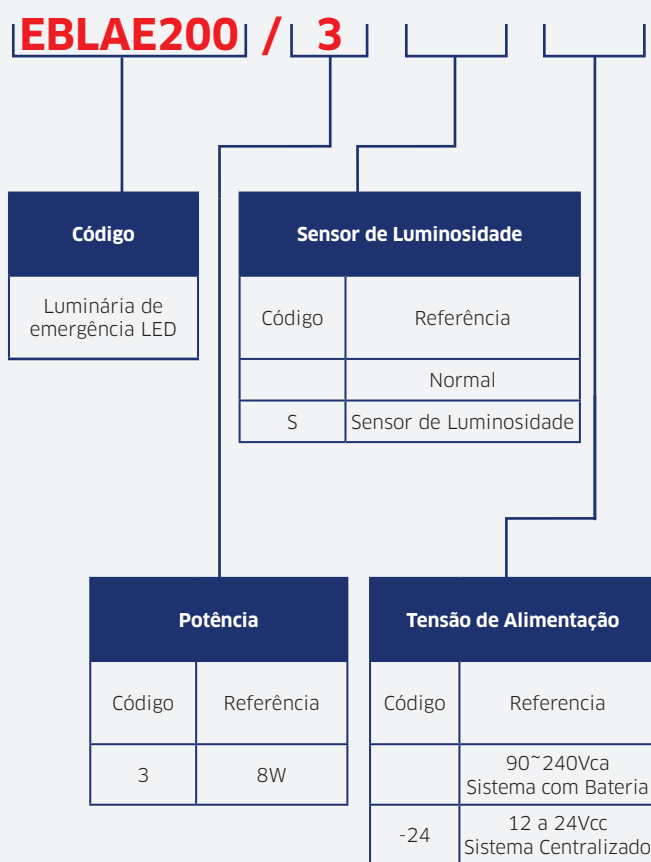 EBLAE200 / 3
Código
Luminária de
emergência LED
Sensor de Luminosidade
Código Referência
Normal
S Sensor de Luminosidade
Potência
Código Referência
3 8W
Tensão de Alimentação
Código Referencia
90~240Vca
Sistema com Bateria
-24 12 a 24Vcc
Sistema Centralizado